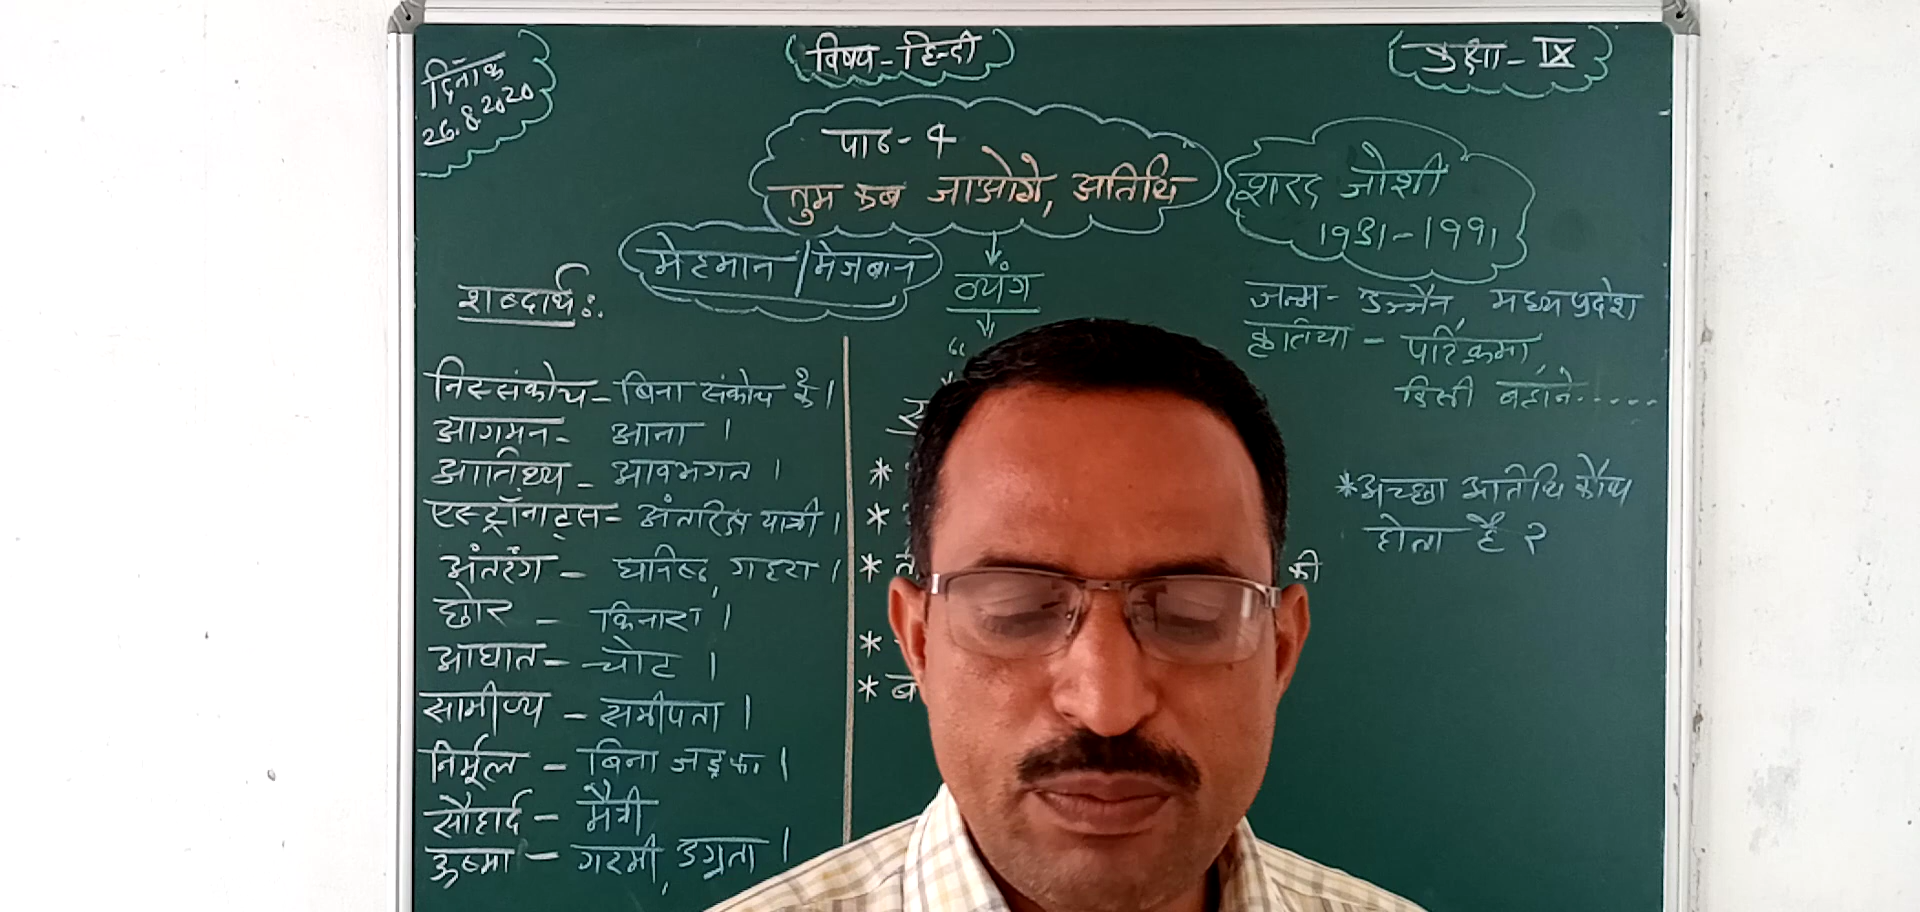 दिनाँक
26.8.2020
विषय - हिन्दी
कक्षा - IX
पाठ - 4
तुम कब जाओगे, अतिथि
शरद जोशी
1931 - 1991
मेहमान / मेजबान
व्यंग
जन्म - उज्जैन, मध्य प्रदेश
कृतिया - परिक्रमा,
किसी बहाने.....
शब्दार्थ :
निस्संकोच - बिना संकोच के।
आगमन - आना ।
आतिथ्य - आवभगत ।
एस्ट्रॉनाट्स - अंतरिक्ष यात्री।
अंतरंग - घनिष्ठ, गहरा ।
छोर - किनारा ।
आघात - चोट ।
सामीप्य - समीपता ।
निर्मूल - बिना जड़ का ।
सौहार्द - मैत्री
ऊष्मा - गरमी, उग्रता ।
* अच्छा अतिथि कौन
होता है ?
की